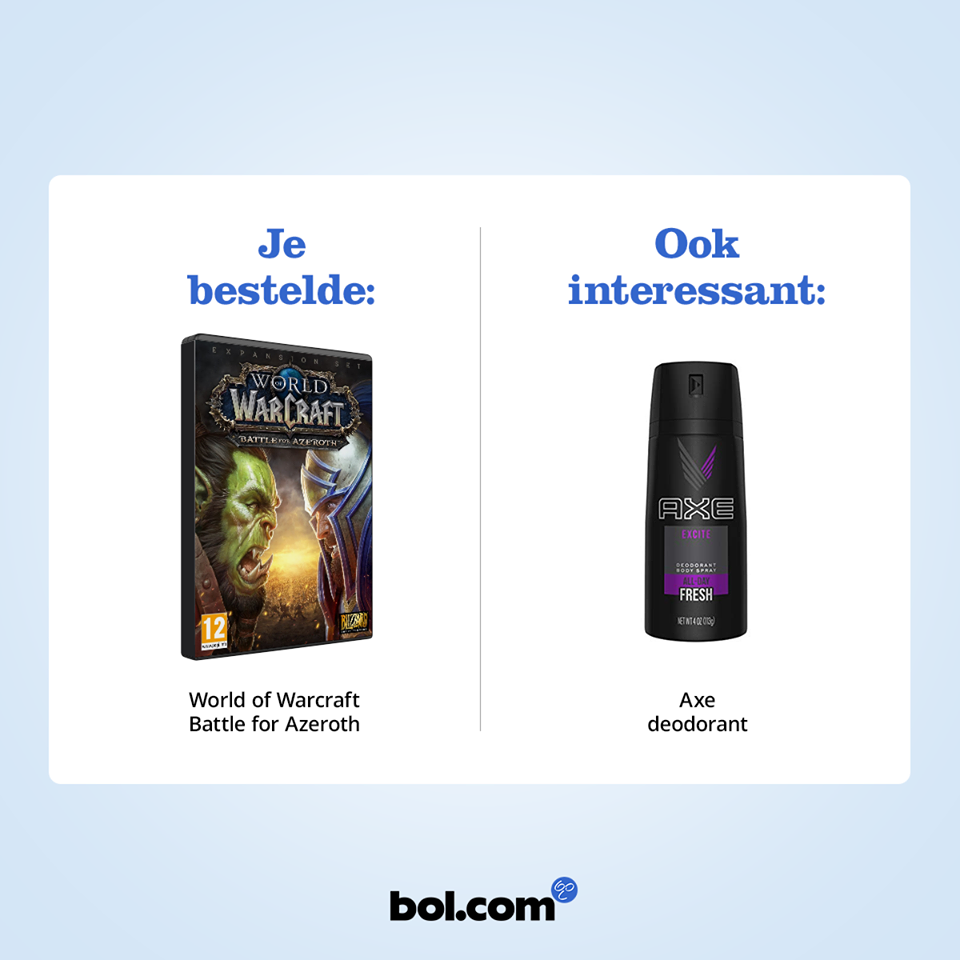 Je
bestelde:
EXPANSION SET
WORLD
OF
WARCRAFT
BATTLE FOR AZEROTH
12
BLIZZARD
World of Warcraft
Battle for Azeroth
Ook
interessant:
AXE
EXCITE
DEODORANT
BODY SPRAY
ALL-DAY
FRESH
NET WT 4 OZ (113g)
Axe
deodorant
bol.com